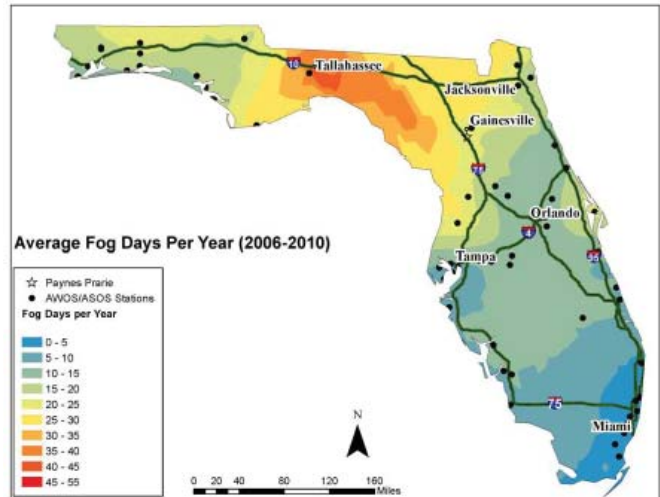 10
Tallahassee
Jacksonville
Gainesville
75
Orlando
4
95
Tampa
75
Miami
Average Fog Days Per Year (2006-2010)
Paynes Prarie
AWOS/ASOS Stations
Fog Days per Year
0 - 5
5 - 10
10 - 15
15 - 20
20 - 25
25 - 30
30 - 35
35 - 40
40 - 45
45 - 55
N
0 20 40 80 120 160
Miles